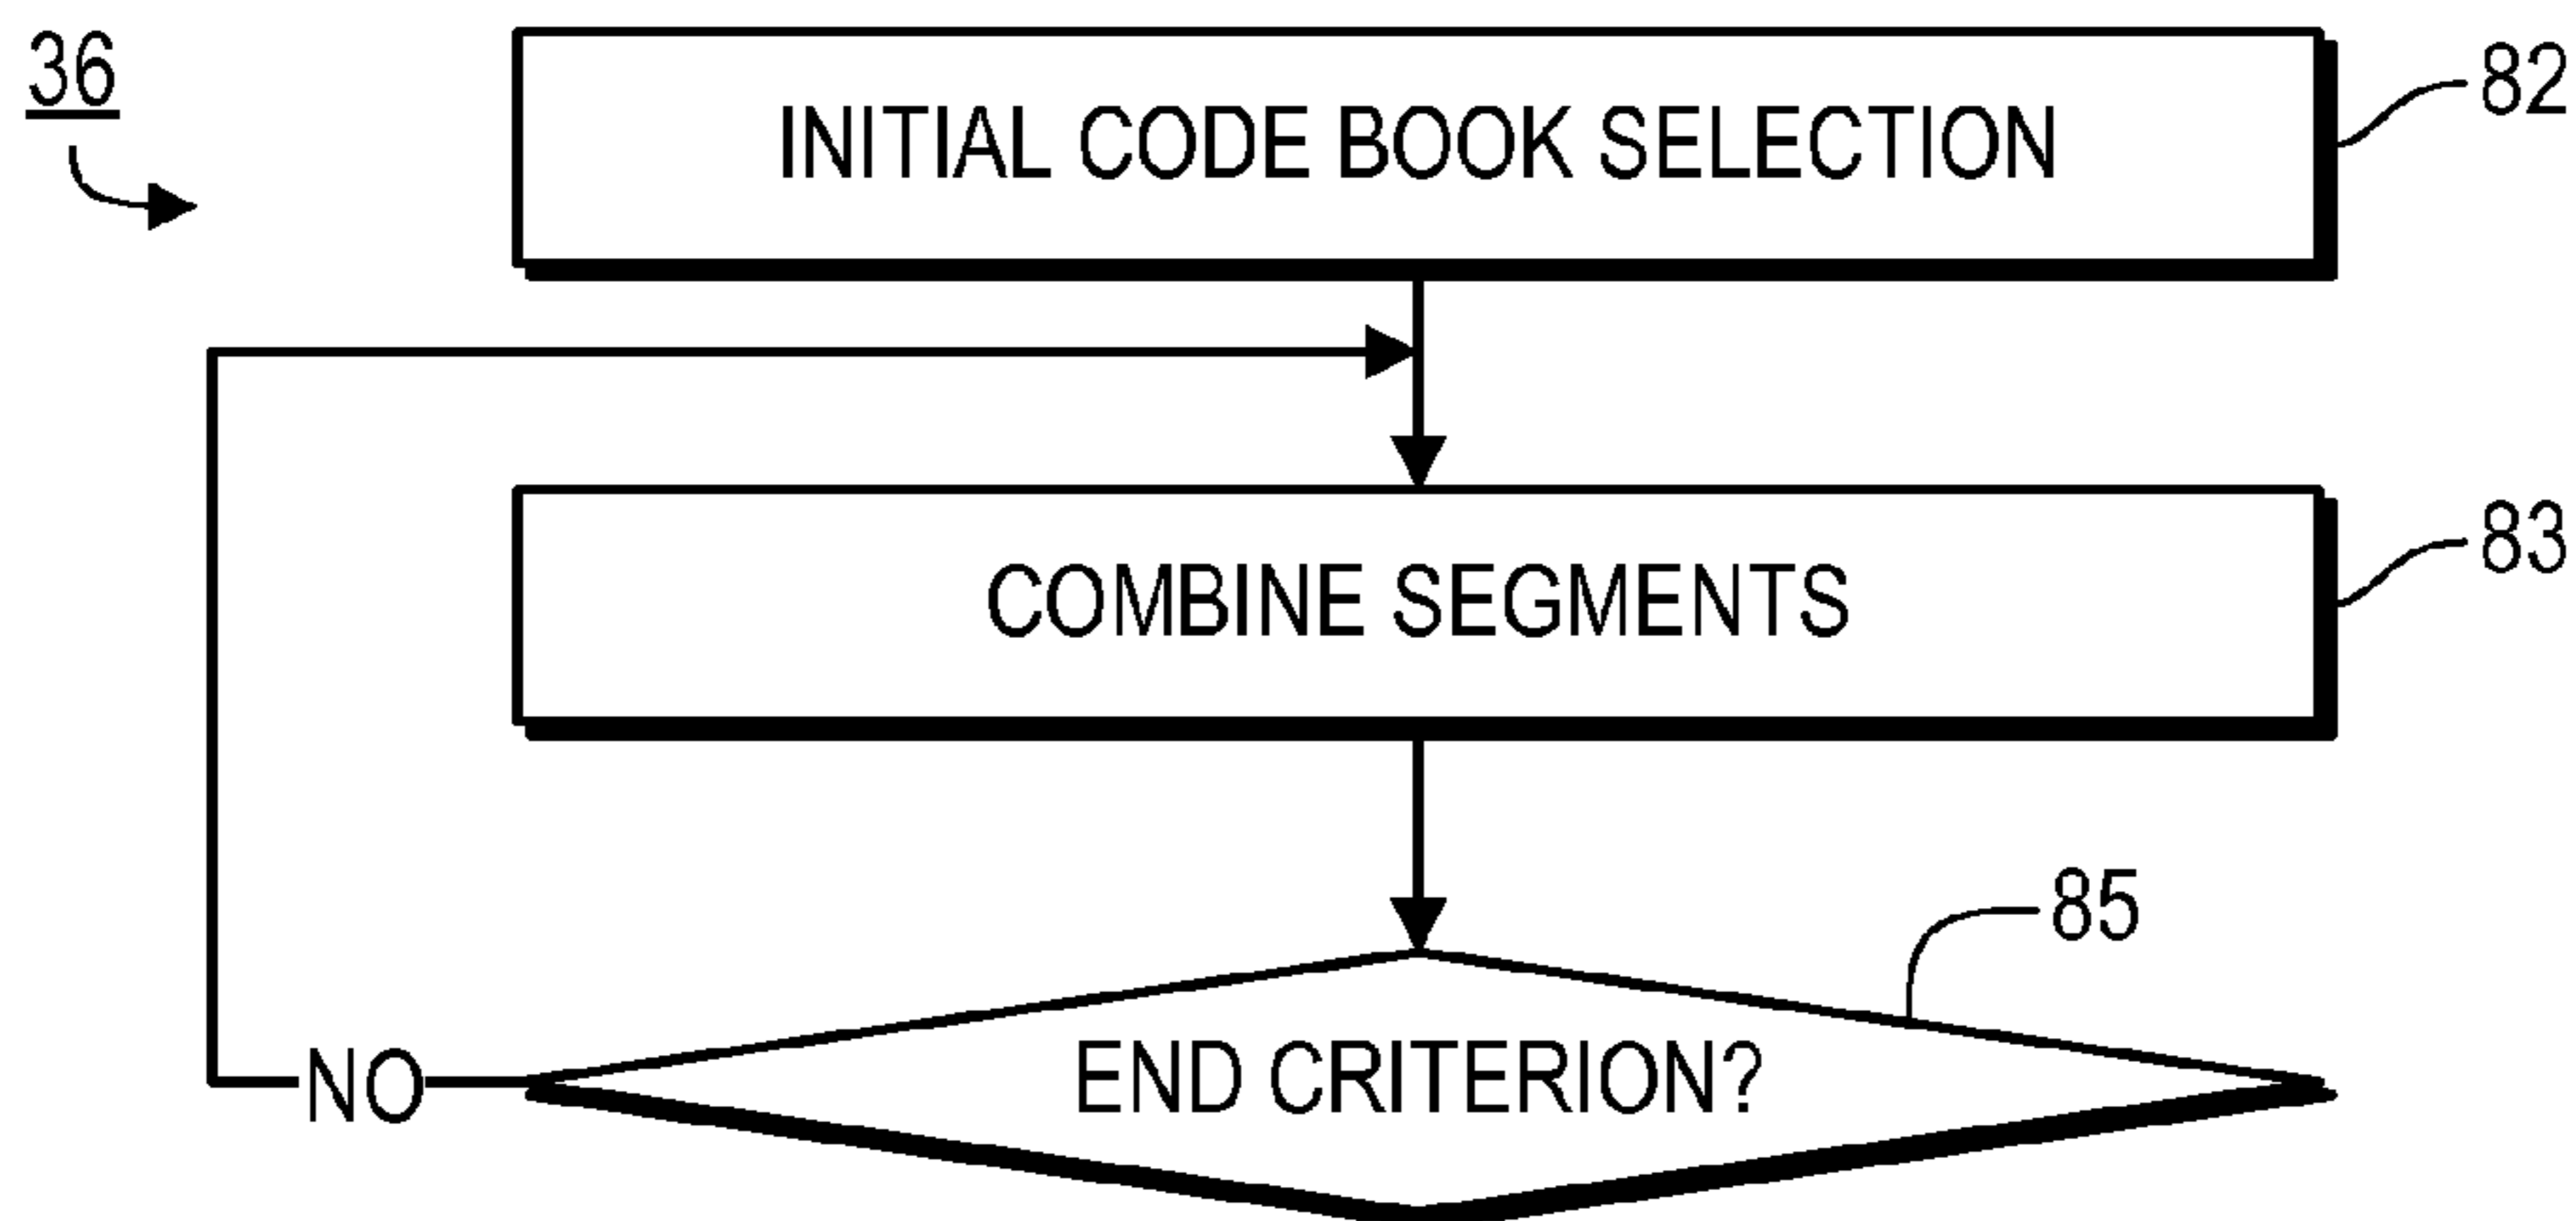 36
INITIAL CODE BOOK SELECTION
82
COMBINE SEGMENTS
83
85
END CRITERION?
NO